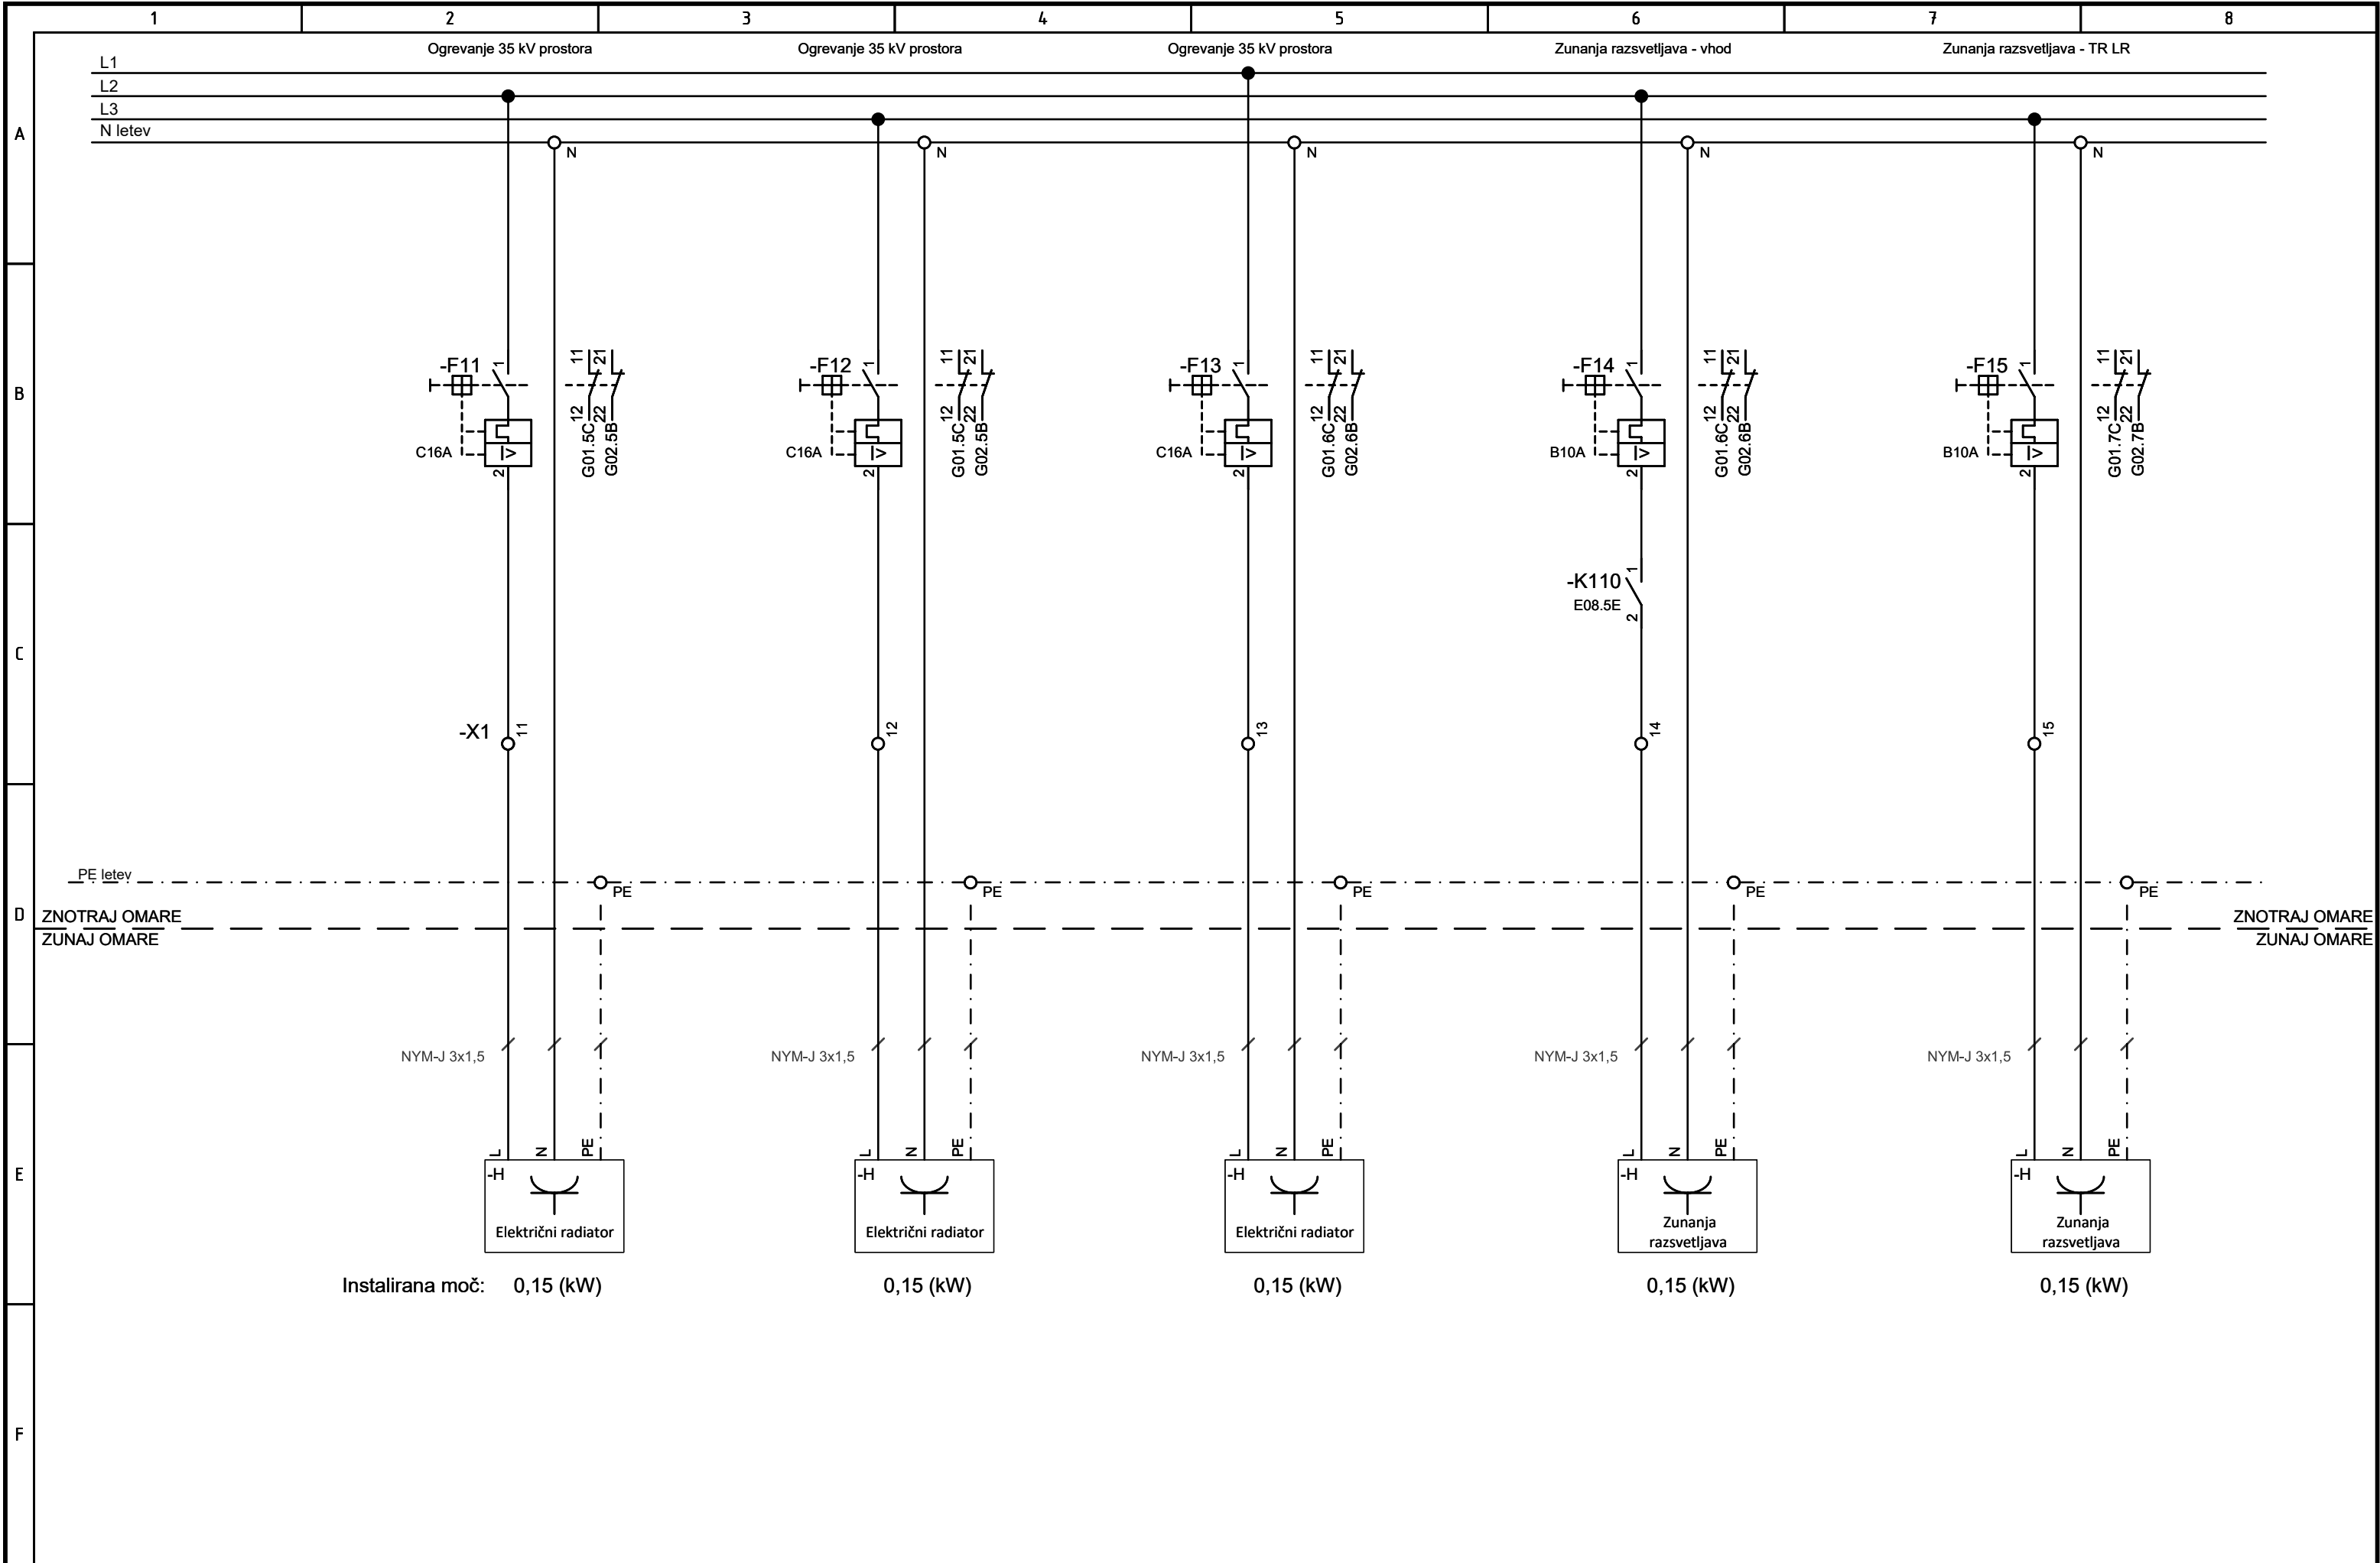 1 2 3 4 5 6 7 8
Ogrevanje 35 kV prostora Ogrevanje 35 kV prostora Ogrevanje 35 kV prostora Zunanja razsvetljava - vhod Zunanja razsvetljava - TR LR
L1
L2
L3
A
N letev
N N N N N
-F11 1 11 21 -F12 1 11 21 -F13 1 11 21 -F14 1 11 21 -F15 1 11 21
B
12 22 12 22 12 22 12 22 12 22
C16A I> C16A I> C16A I> B10A I> B10A I>
2 G01.5C G02.5B 2 G01.5C G02.5B 2 G01.6C G02.6B 2 G01.6C G02.6B 2 G01.7C G02.7B
-K110 1
E08.5E
2
C
-X1 11 12 13 14 15
PE letev
PE PE PE PE PE
D
ZNOTRAJ OMARE ZNOTRAJ OMARE
ZUNAJ OMARE ZUNAJ OMARE
NYM-J 3x1,5 NYM-J 3x1,5 NYM-J 3x1,5 NYM-J 3x1,5 NYM-J 3x1,5
L N PE L N PE L N PE L N PE L N PE
E
-H -H -H -H -H
Električni radiator Električni radiator Električni radiator Zunanja Zunanja
razsvetljava razsvetljava
Instalirana moč: 0,15 (kW) 0,15 (kW) 0,15 (kW) 0,15 (kW) 0,15 (kW)
F